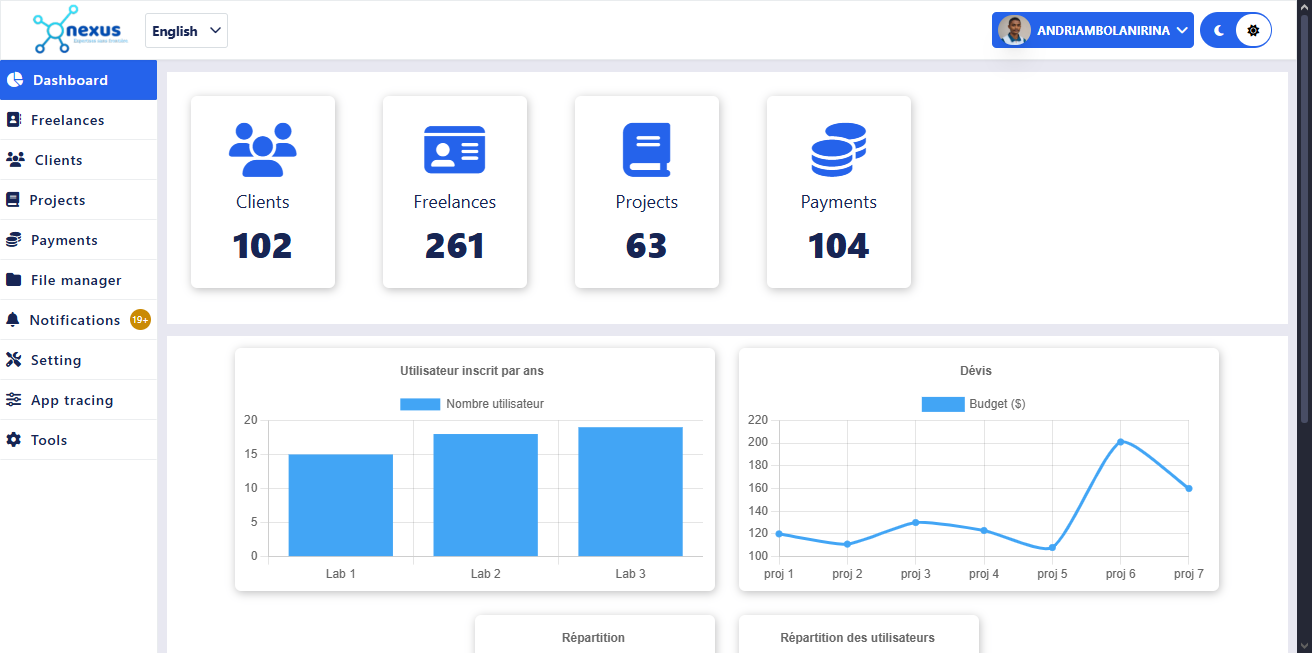 nexus
English
ANDRIAMBOLANIRINA
Dashboard
Freelances
Clients
Projects
Payments
File manager
Notifications 19+
Setting
App tracing
Tools
Clients
102
Freelances
261
Projects
63
Payments
104
Utilisateur inscrit par ans
Nombre utilisateur
20
15
10
5
0
Lab 1 Lab 2 Lab 3
Dévis
Budget ($)
220
200
180
160
140
120
100
proj 1 proj 2 proj 3 proj 4 proj 5 proj 6 proj 7
Répartition
Répartition des utilisateurs